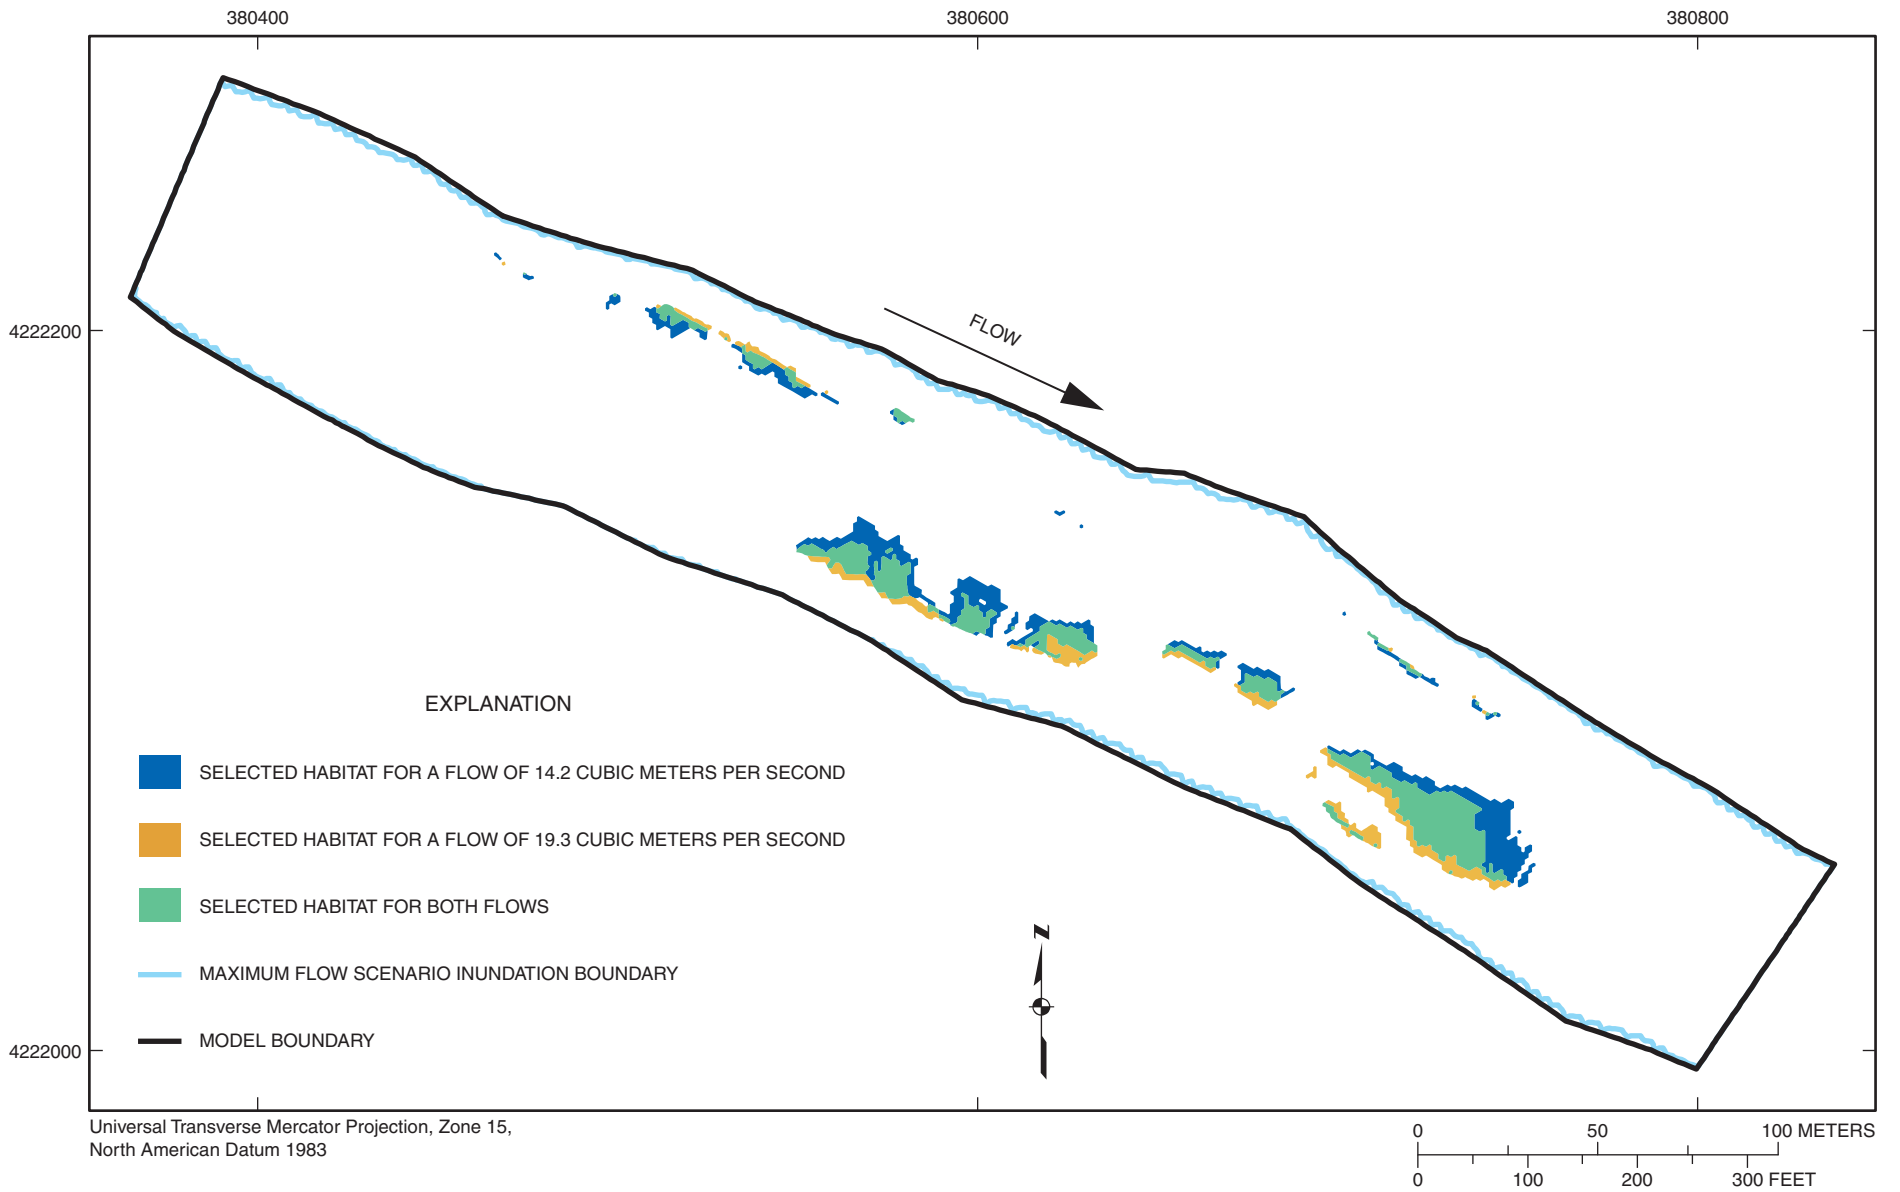 380400
380600
380800
4222200
FLOW
EXPLANATION
SELECTED HABITAT FOR A FLOW OF 14.2 CUBIC METERS PER SECOND
SELECTED HABITAT FOR A FLOW OF 19.3 CUBIC METERS PER SECOND
SELECTED HABITAT FOR BOTH FLOWS
MAXIMUM FLOW SCENARIO INUNDATION BOUNDARY
MODEL BOUNDARY
N
4222000
Universal Transverse Mercator Projection, Zone 15,
North American Datum 1983
0 50 100 METERS
0 100 200 300 FEET